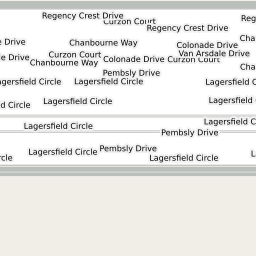 Regency Crest Drive
Reg
Curzon Court
Regency Crest Drive
Cha
e Drive
Chanbourne Way
Colonade Drive
Curzon Court
Van Arsdale Drive
e Drive
Chanbourne Way
Colonade Drive
Curzon Court
Cha
Pembsly Drive
agersfield Circle
Lagersfield Circle
Lagersfield C
d Circle
Lagersfield Circle
Lagersfield
Lagersfield Circle
Lagersfield C
Pembsly Drive
rcle
Lagersfield Circle
Pembsly Drive
Lagersfield Circle
L